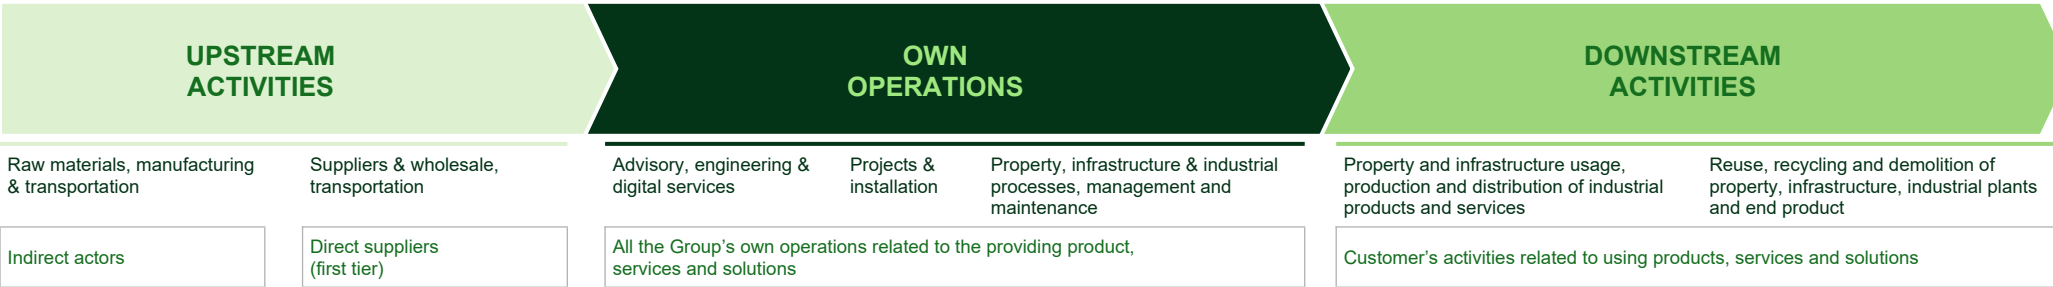 UPSTREAM
ACTIVITIES
OWN
OPERATIONS
DOWNSTREAM
ACTIVITIES
Raw materials, manufacturing
& transportation
Suppliers & wholesale,
transportation
Advisory, engineering &
digital services
Projects &
installation
Property, infrastructure & industrial
processes, management and
maintenance
Property and infrastructure usage,
production and distribution of industrial
products and services
Reuse, recycling and demolition of
property, infrastructure, industrial plants
and end product
Indirect actors
Direct suppliers
(first tier)
All the Group’s own operations related to the providing product,
services and solutions
Customer’s activities related to using products, services and solutions